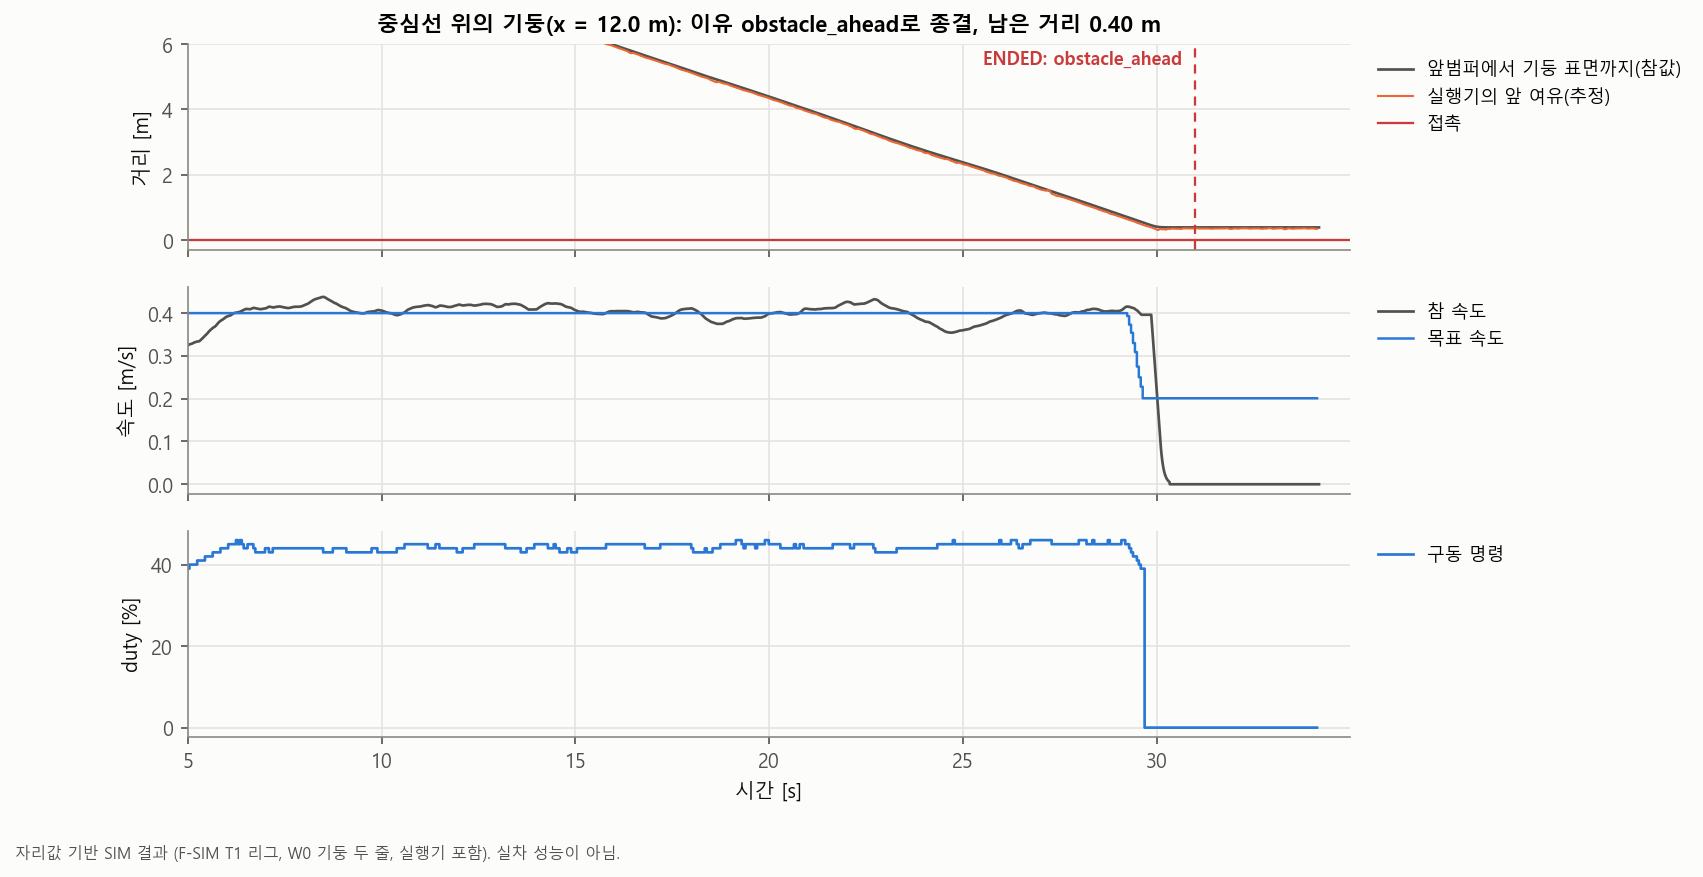 중심선 위의 기둥(x = 12.0 m): 이유 obstacle_ahead로 종결, 남은 거리 0.40 m
ENDED: obstacle_ahead
6
4
2
0
거리 [m]
앞범퍼에서 기둥 표면까지(참값)
실행기의 앞 여유(추정)
접촉
0.4
0.3
0.2
0.1
0.0
속도 [m/s]
참 속도
목표 속도
40
20
0
duty [%]
구동 명령
5
10
15
20
25
30
시간 [s]
자리값 기반 SIM 결과 (F-SIM T1 리그, W0 기둥 두 줄, 실행기 포함). 실차 성능이 아님.